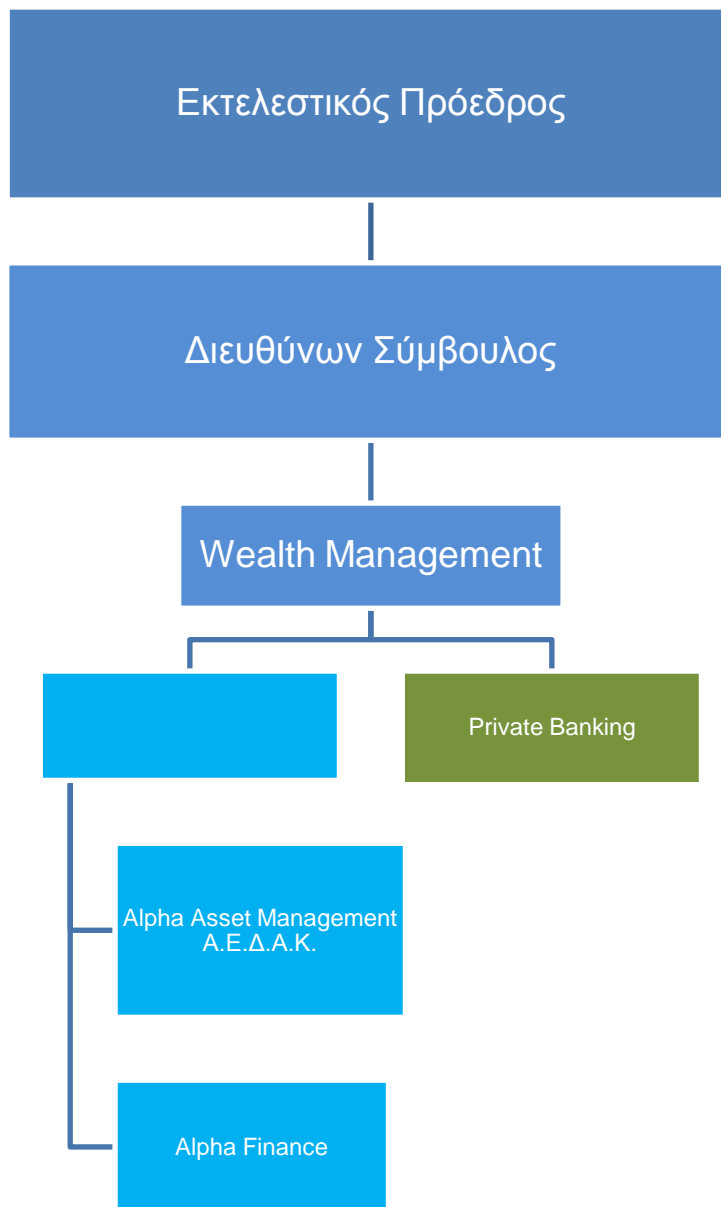 Εκτελεστικός Πρόεδρος
Διευθύνων Σύμβουλος
Wealth Management
Private Banking
Alpha Asset Management
Α.Ε.Δ.Α.Κ.
Alpha Finance